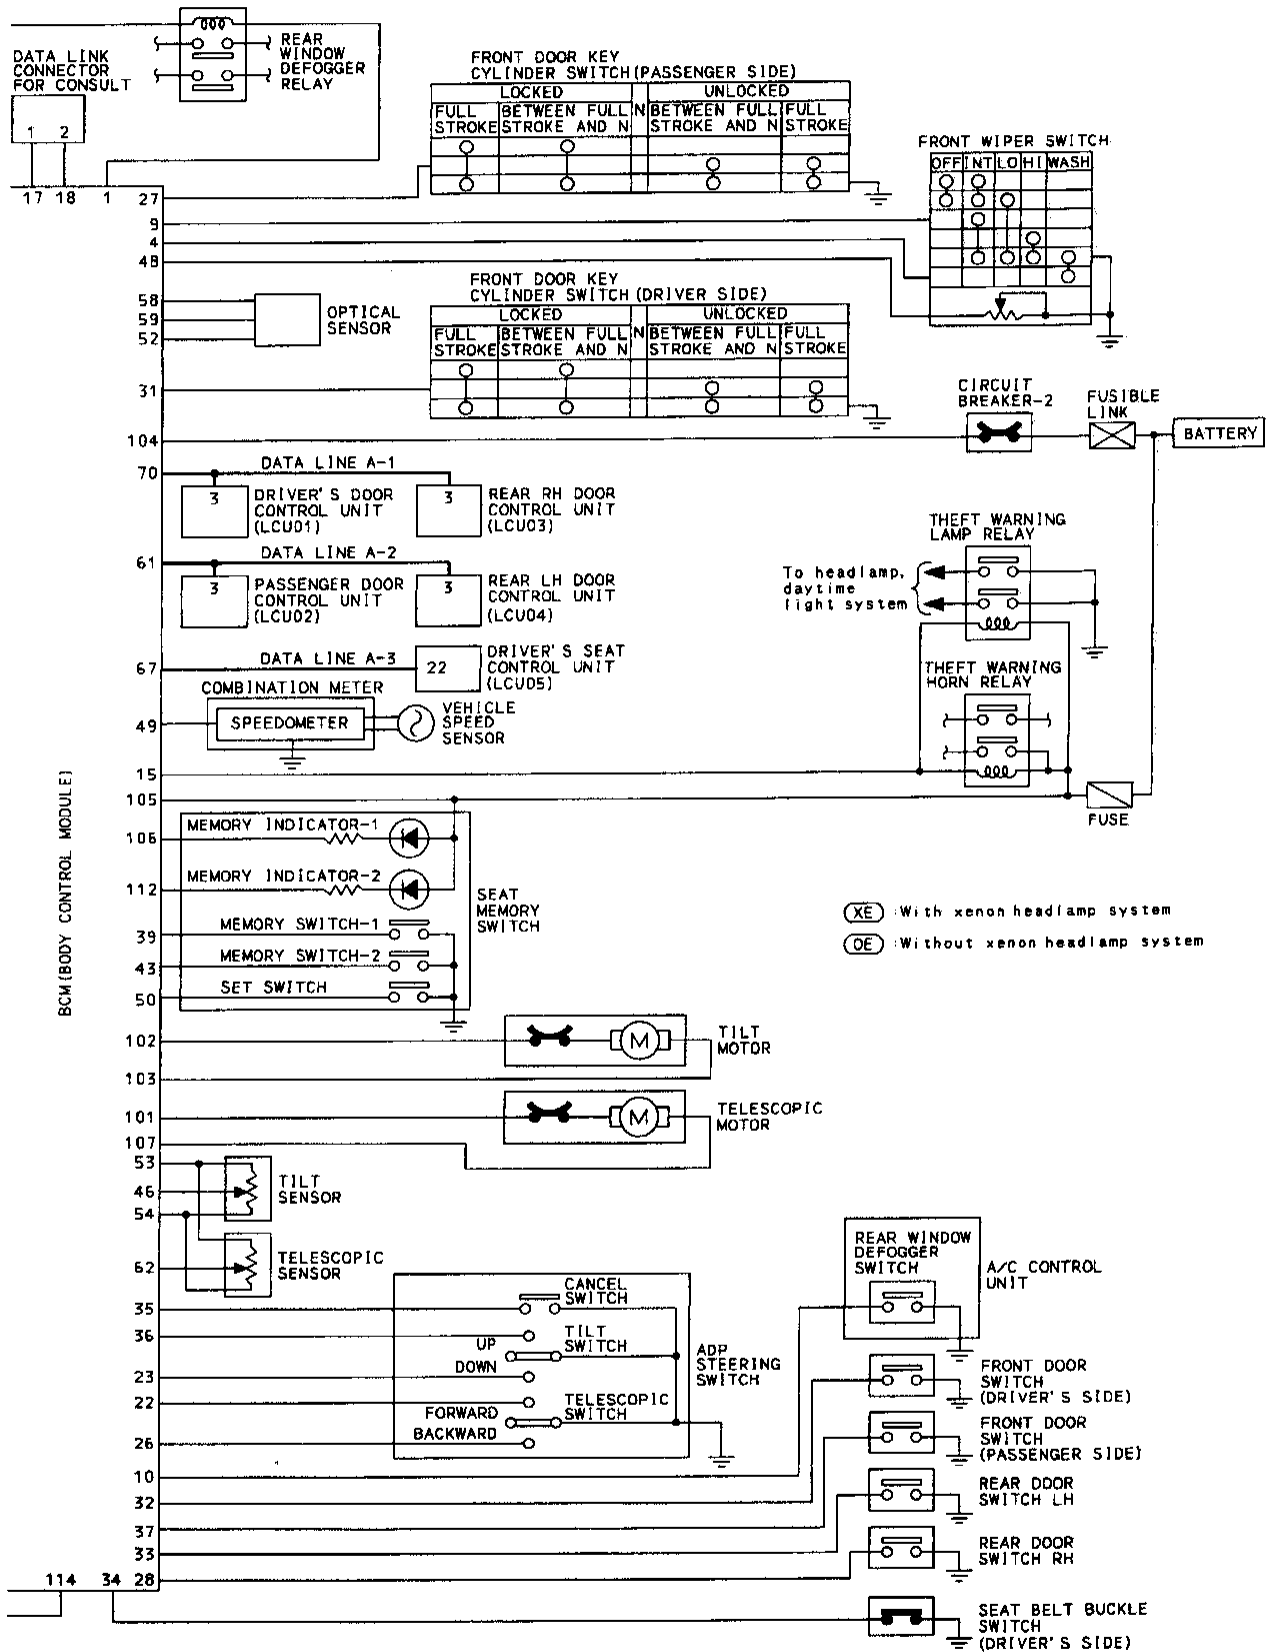 DATA LINK
CONNECTOR
FOR CONSULT
1 2
REAR
WINDOW
DEFOGGER
RELAY
17 18 1
FRONT DOOR KEY
CYLINDER SWITCH(PASSENGER SIDE)
LOCKED N UNLOCKED
FULL STROKE
BETWEEN FULL STROKE AND N
BETWEEN FULL STROKE AND N
FULL STROKE
FRONT WIPER SWITCH
OFF INT LO HI WASH
27
9
4
48
FRONT DOOR KEY
CYLINDER SWITCH(DRIVER SIDE)
LOCKED N UNLOCKED
FULL STROKE
BETWEEN FULL STROKE AND N
BETWEEN FULL STROKE AND N
FULL STROKE
58
59
52
OPTICAL
SENSOR
31
CIRCUIT
BREAKER-2
FUSIBLE
LINK
BATTERY
104
70
DATA LINE A-1
3
DRIVER'S DOOR
CONTROL UNIT
(LCU01)
3
REAR RH DOOR
CONTROL UNIT
(LCU03)
61
DATA LINE A-2
3
PASSENGER DOOR
CONTROL UNIT
(LCU02)
3
REAR LH DOOR
CONTROL UNIT
(LCU04)
THEFT WARNING
LAMP RELAY
To headlamp,
daytime
light system
67
DATA LINE A-3
22
DRIVER'S SEAT
CONTROL UNIT
(LCU05)
THEFT WARNING
HORN RELAY
COMBINATION METER
49
SPEEDOMETER
VEHICLE
SPEED
SENSOR
15
105
FUSE
BCM(BODY CONTROL MODULE)
106
MEMORY INDICATOR-1
112
MEMORY INDICATOR-2
39
MEMORY SWITCH-1
43
MEMORY SWITCH-2
50
SET SWITCH
SEAT
MEMORY
SWITCH
XE :With xenon headlamp system
OE :Without xenon headlamp system
102
M
TILT
MOTOR
103
101
M
TELESCOPIC
MOTOR
107
53
46
54
TILT
SENSOR
62
TELESCOPIC
SENSOR
35
CANCEL
SWITCH
36
UP
TILT
SWITCH
DOWN
23
22
FORWARD
TELESCOPIC
SWITCH
BACKWARD
26
ADP
STEERING
SWITCH
REAR WINDOW
DEFOGGER
SWITCH
A/C CONTROL
UNIT
FRONT DOOR
SWITCH
(DRIVER'S SIDE)
FRONT DOOR
SWITCH
(PASSENGER SIDE)
10
32
37
33
REAR DOOR
SWITCH LH
REAR DOOR
SWITCH RH
114 34 28
SEAT BELT BUCKLE
SWITCH
(DRIVER'S SIDE)